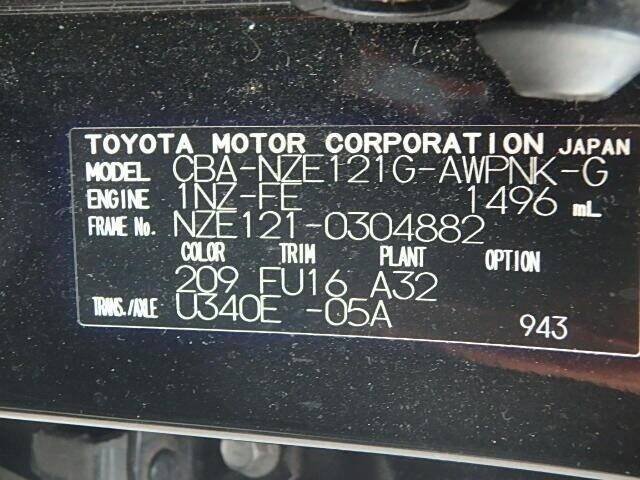 TOYOTA MOTOR CORPORATION JAPAN
MODEL CBA-NZE121G-AWPNK-G
ENGINE 1NZ-FE 1496 mL
FRAME No. NZE121-0304882
COLOR TRIM PLANT OPTION
209 FU16 A32
TRANS./AXLE U340E -05A
943